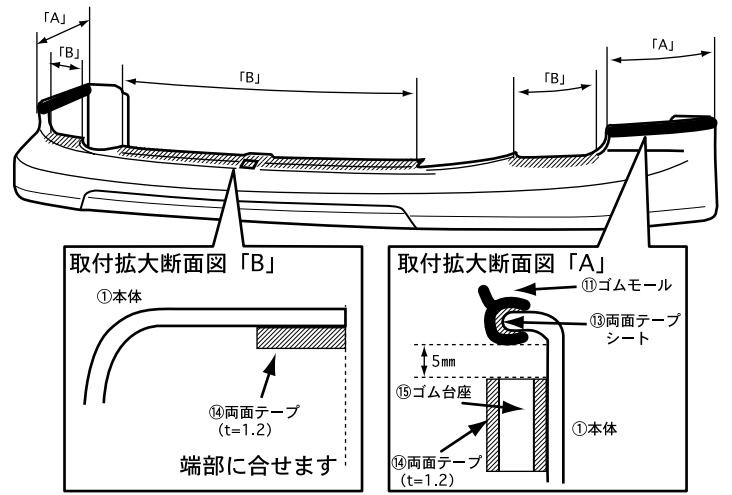 「A」
「B」
「B」
「B」
「A」
取付拡大断面図「B」
①本体
⑭両面テープ
(t=1.2)
端部に合せます
取付拡大断面図「A」
⑪ゴムモール
⑬両面テープ
シート
5mm
⑮ゴム台座
①本体
⑭両面テープ
(t=1.2)